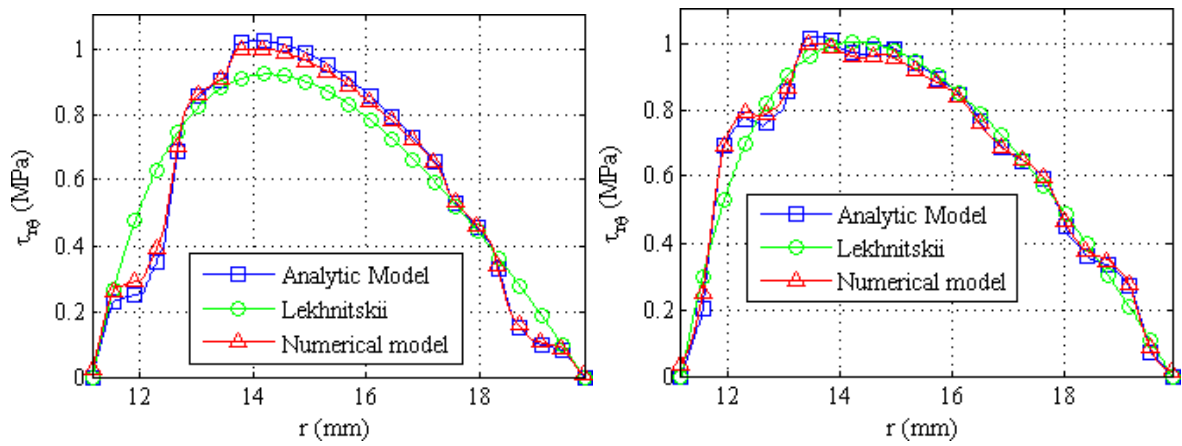 1
0.8
0.6
0.4
0.2
0
12
14
16
18
τrθ (MPa)
r (mm)
Analytic Model
Lekhnitskii
Numerical model
1
0.8
0.6
0.4
0.2
0
12
14
16
18
τrθ (MPa)
r (mm)
Analytic Model
Lekhnitskii
Numerical model